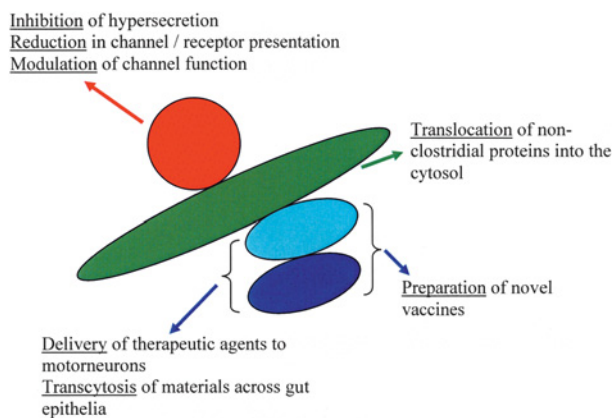 Inhibition of hypersecretion
Reduction in channel / receptor presentation
Modulation of channel function
Translocation of non-
clostridial proteins into the
cytosol
Preparation of novel
vaccines
Delivery of therapeutic agents to
motorneurons
Transcytosis of materials across gut
epithelia